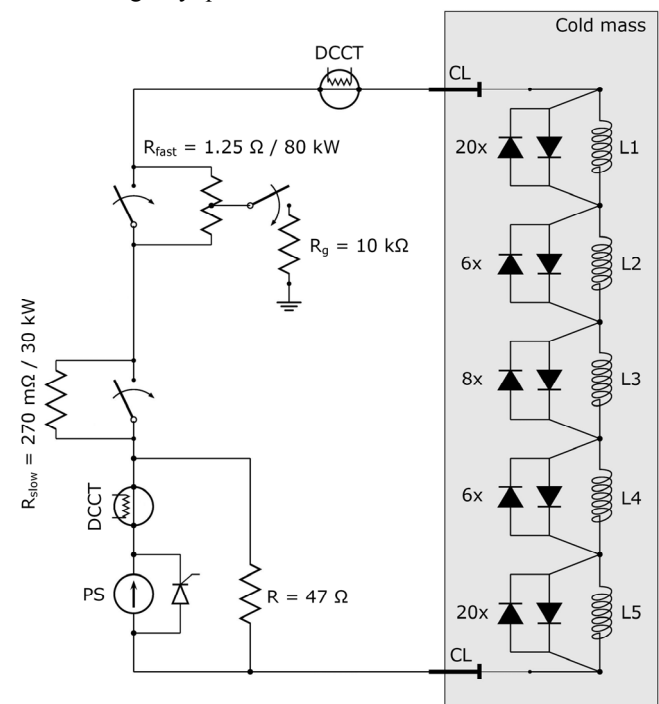 Cold mass
DCCT
CL
R_fast = 1.25 Ω / 80 kW
20x
L1
R_g = 10 kΩ
6x
L2
R_slow = 270 mΩ / 30 kW
8x
L3
DCCT
6x
L4
PS
R = 47 Ω
20x
L5
CL